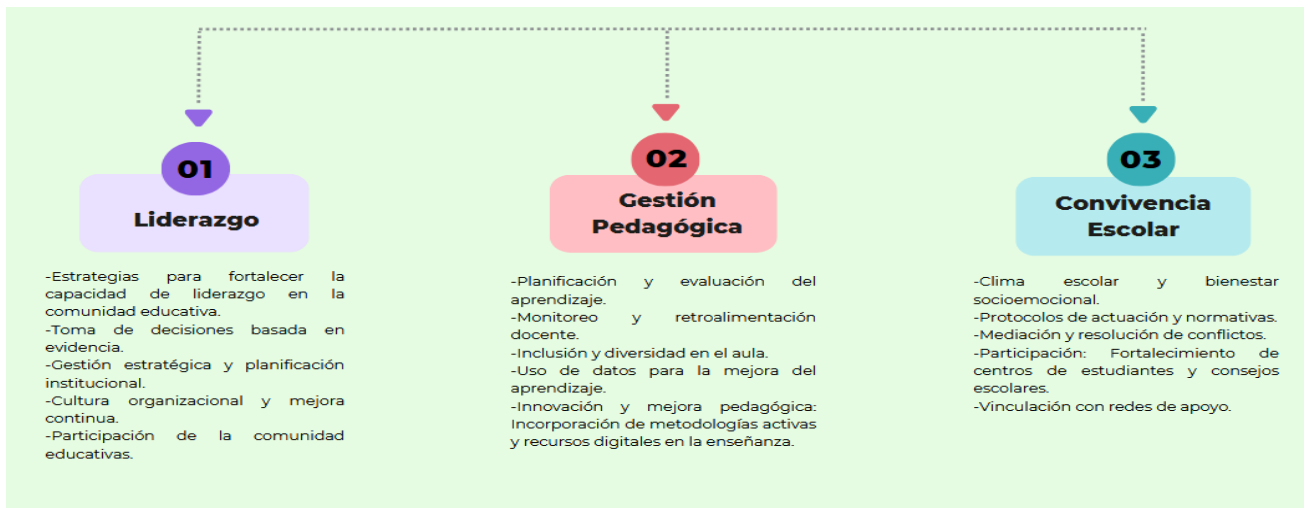 01
Liderazgo
-Estrategias para fortalecer la
capacidad de liderazgo en la
comunidad educativa.
-Toma de decisiones basada en
evidencia.
-Gestión estratégica y planificación
institucional.
-Cultura organizacional y mejora
continua.
-Participación de la comunidad
educativas.
02
Gestión
Pedagógica
-Planificación y evaluación del
aprendizaje.
-Monitoreo y retroalimentación
docente.
-Inclusión y diversidad en el aula.
-Uso de datos para la mejora del
aprendizaje.
-Innovación y mejora pedagógica:
Incorporación de metodologías activas
y recursos digitales en la enseñanza.
03
Convivencia
Escolar
-Clima escolar y bienestar
socioemocional.
-Protocolos de actuación y normativas.
-Mediación y resolución de conflictos.
-Participación: Fortalecimiento de
centros de estudiantes y consejos
escolares.
-Vinculación con redes de apoyo.